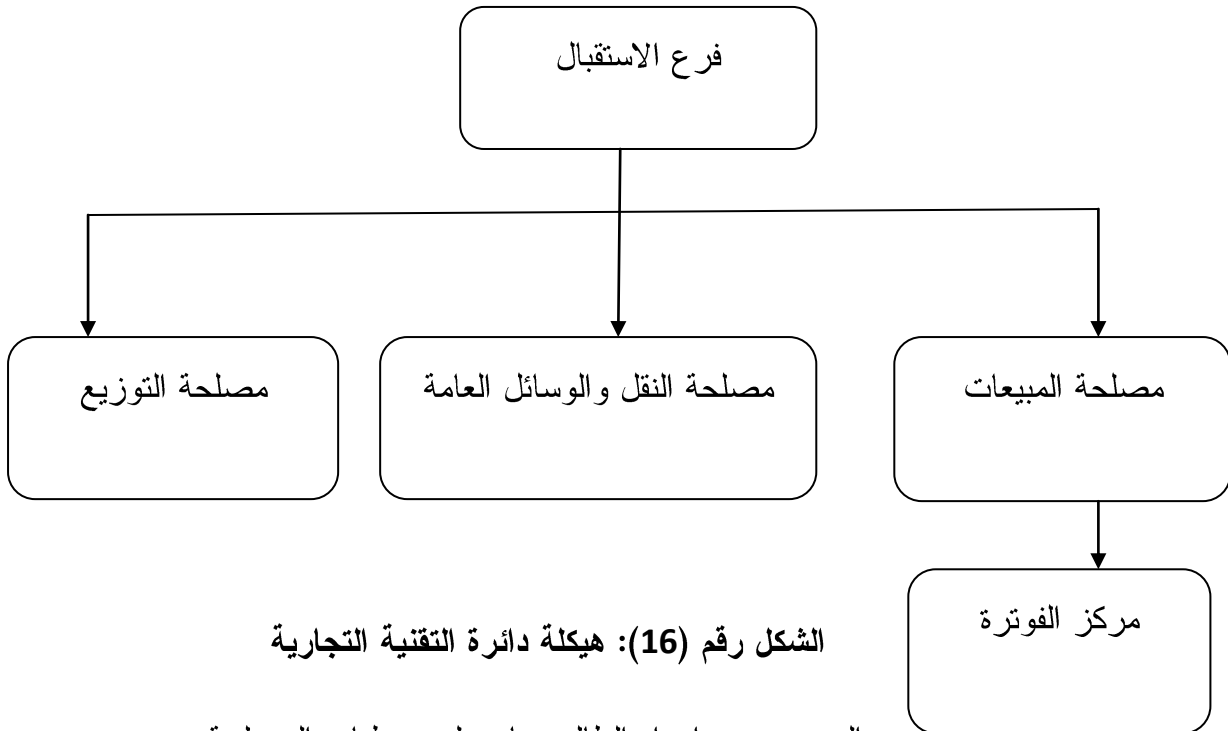 فرع الاستقبال
مصلحة المبيعات
مصلحة النقل والوسائل العامة
مصلحة التوزيع
مركز الفوترة
الشكل رقم (16): هيكلة دائرة التقنية التجارية